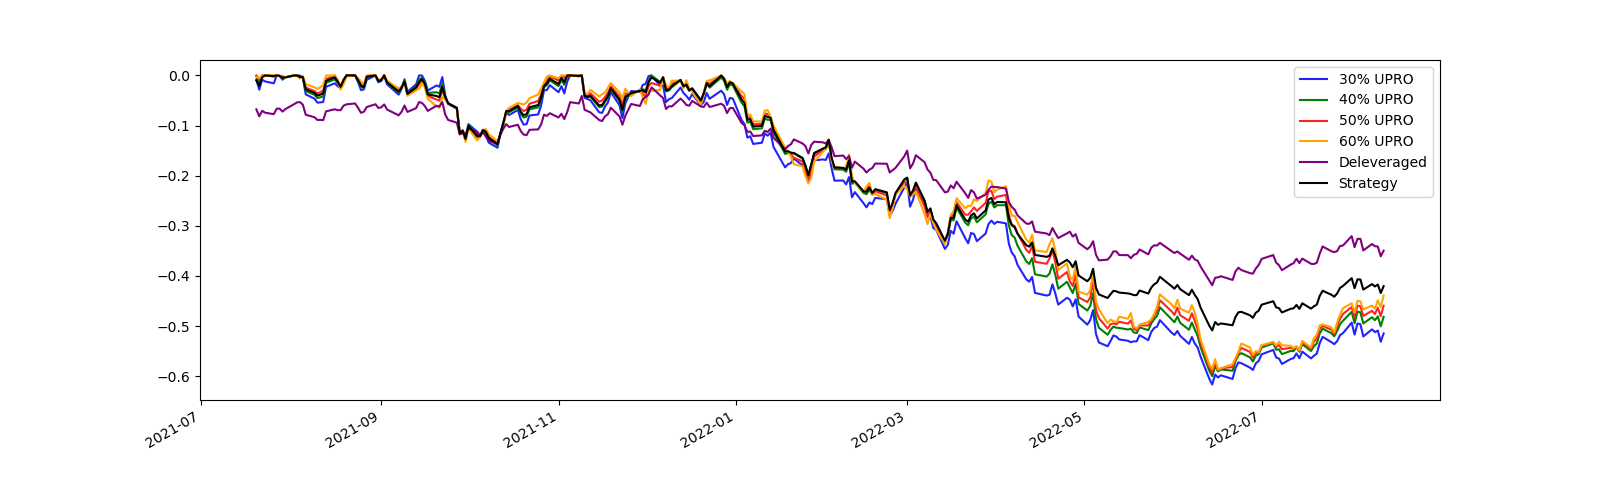 0.0
−0.1
−0.2
−0.3
−0.4
−0.5
−0.6
2021-07
2021-09
2021-11
2022-01
2022-03
2022-05
2022-07
30% UPRO
40% UPRO
50% UPRO
60% UPRO
Deleveraged
Strategy